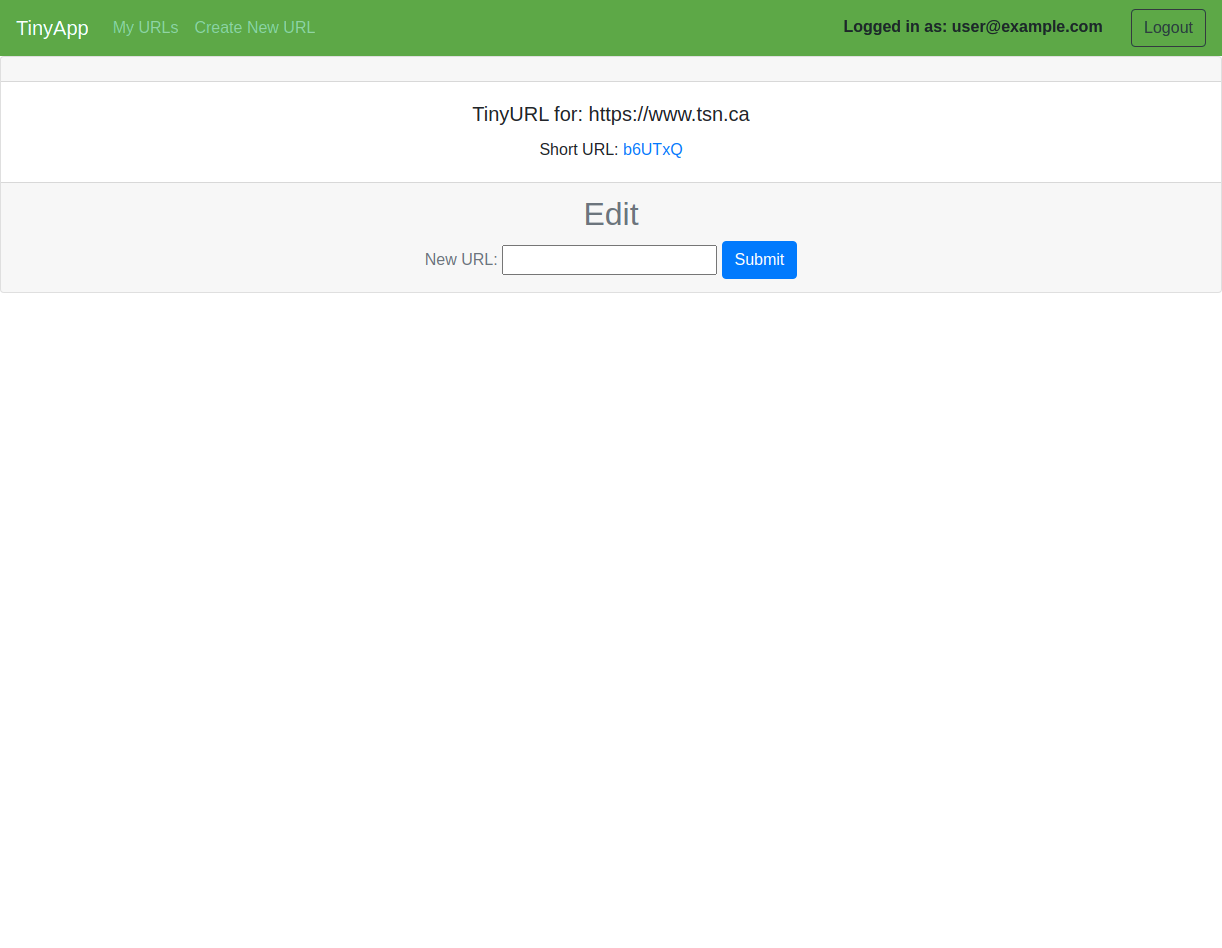 TinyApp My URLs Create New URL Logged in as: user@example.com Logout
TinyURL for: https://www.tsn.ca
Short URL: b6UTxQ
Edit
New URL: Submit